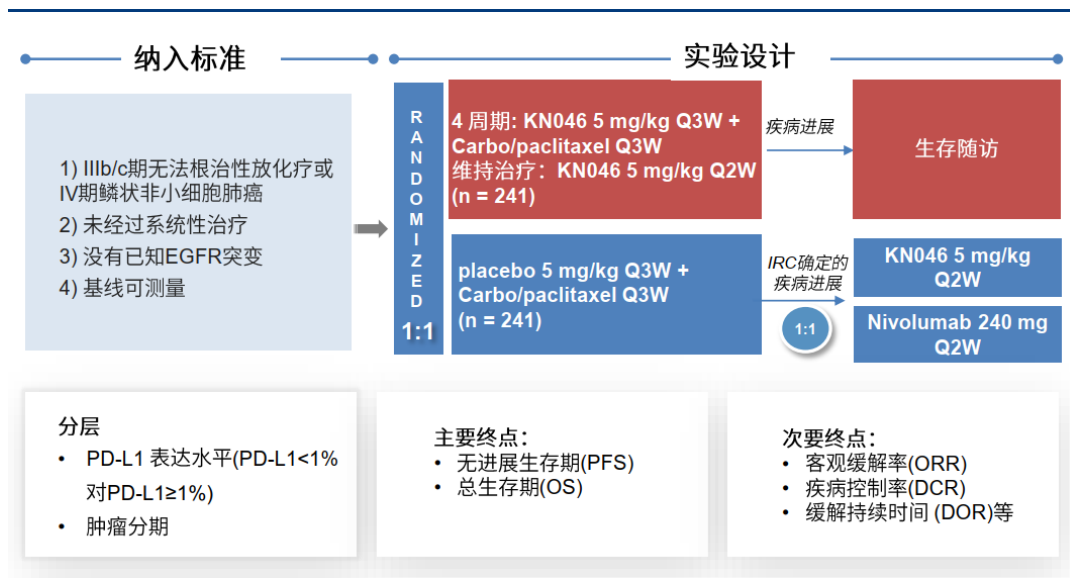 纳入标准
实验设计
1) IIIb/c期无法根治性放化疗或
IV期鳞状非小细胞肺癌
2) 未经过系统性治疗
3) 没有已知EGFR突变
4) 基线可测量
RANDOMIZED
1:1
4 周期: KN046 5 mg/kg Q3W +
Carbo/paclitaxel Q3W
维持治疗：KN046 5 mg/kg Q2W
(n = 241)
疾病进展
生存随访
placebo 5 mg/kg Q3W +
Carbo/paclitaxel Q3W
(n = 241)
IRC确定的
疾病进展
1:1
KN046 5 mg/kg
Q2W
Nivolumab 240 mg
Q2W
分层
• PD-L1 表达水平(PD-L1<1%
对PD-L1≥1%)
• 肿瘤分期
主要终点：
• 无进展生存期(PFS)
• 总生存期(OS)
次要终点：
• 客观缓解率(ORR)
• 疾病控制率(DCR)
• 缓解持续时间 (DOR)等